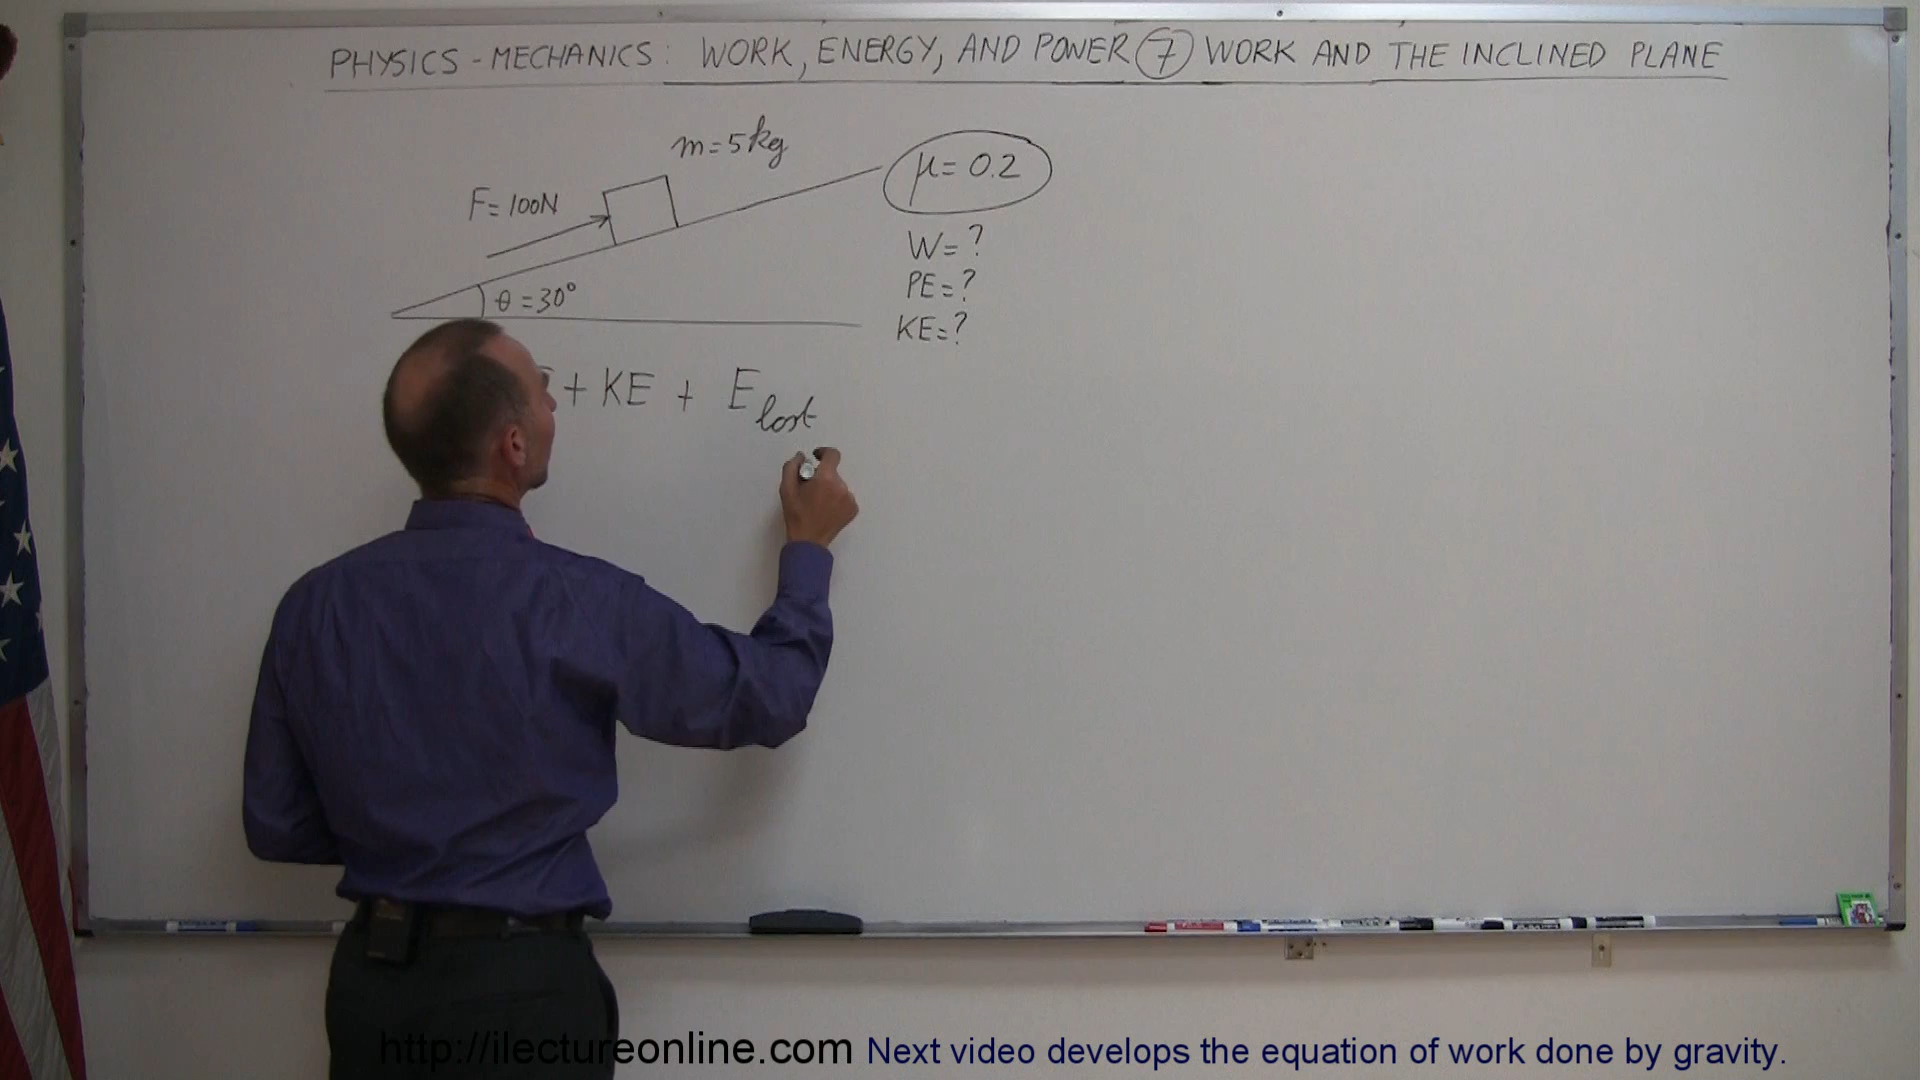 PHYSICS - MECHANICS: WORK, ENERGY, AND POWER 7 WORK AND THE INCLINED PLANE
m = 5 kg
μ = 0.2
F = 100N
W = ?
PE = ?
θ = 30°
KE = ?
+ KE + E lost
http://ilectureonline.com Next video develops the equation of work done by gravity.